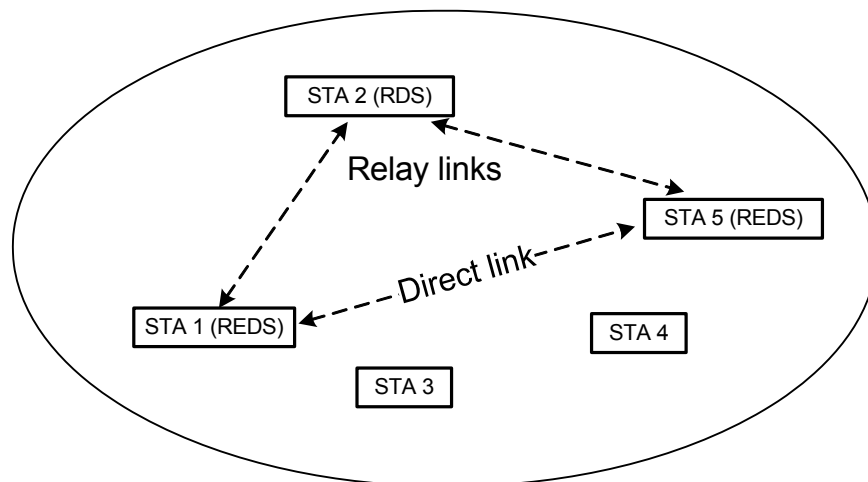 STA 2 (RDS)
Relay links
STA 5 (REDS)
Direct link
STA 1 (REDS)
STA 4
STA 3